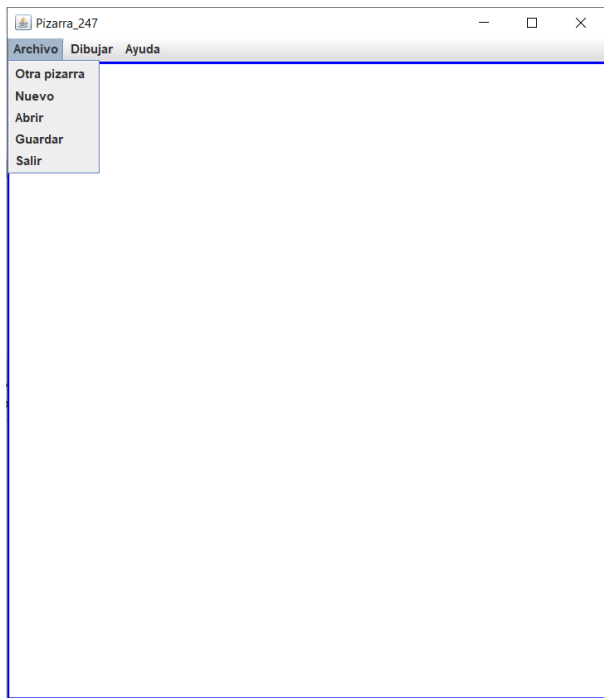 Pizarra_247
Archivo Dibujar Ayuda
Otra pizarra
Nuevo
Abrir
Guardar
Salir